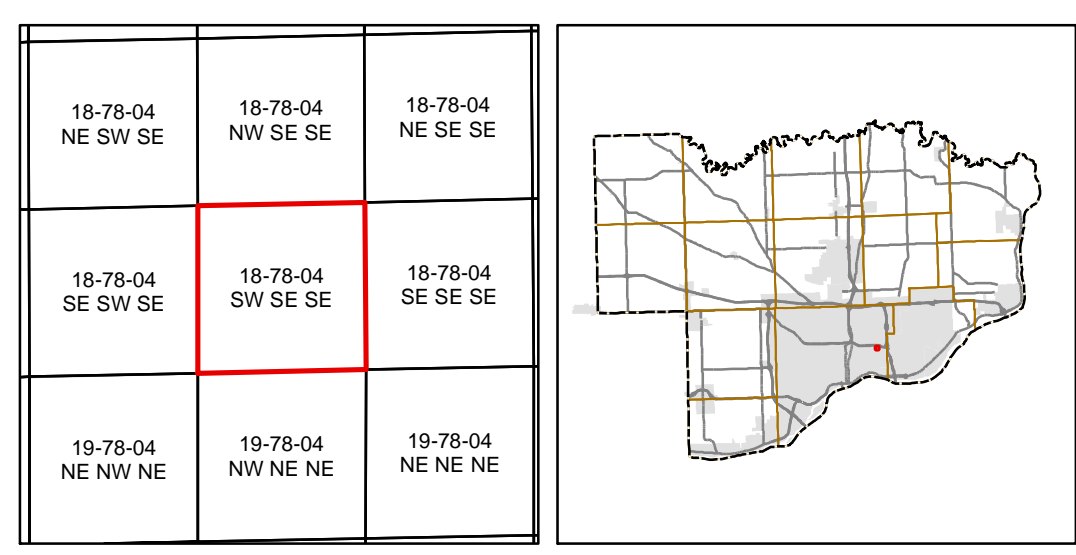 18-78-04
NE SW SE
18-78-04
NW SE SE
18-78-04
NE SE SE
18-78-04
SE SW SE
18-78-04
SW SE SE
18-78-04
SE SE SE
19-78-04
NE NW NE
19-78-04
NW NE NE
19-78-04
NE NE NE